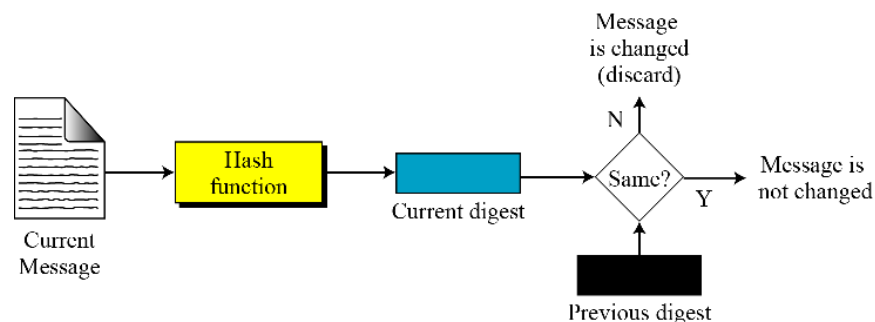 Message
is changed
(discard)
N
Hash
function
Same?
Y
Message is
not changed
Current digest
Current
Message
Previous digest